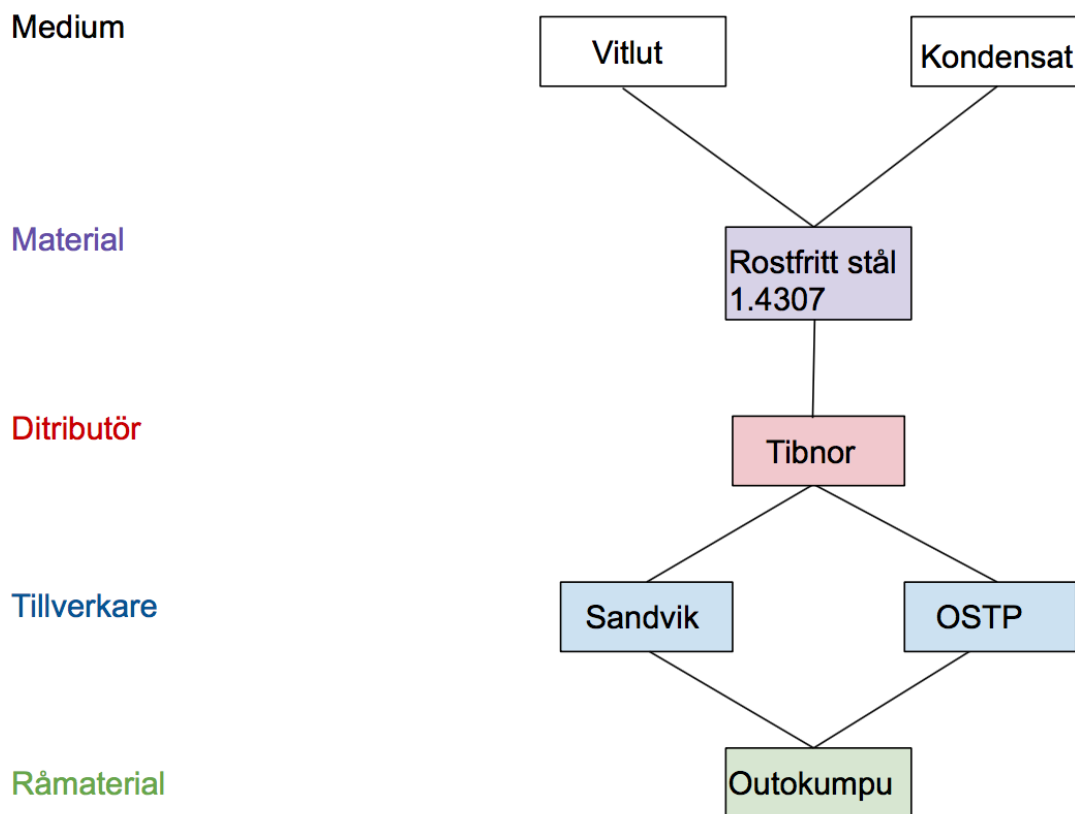 Medium
Vitlut
Kondensat
Material
Rostfritt stål
1.4307
Ditributör
Tibnor
Tillverkare
Sandvik
OSTP
Råmaterial
Outokumpu